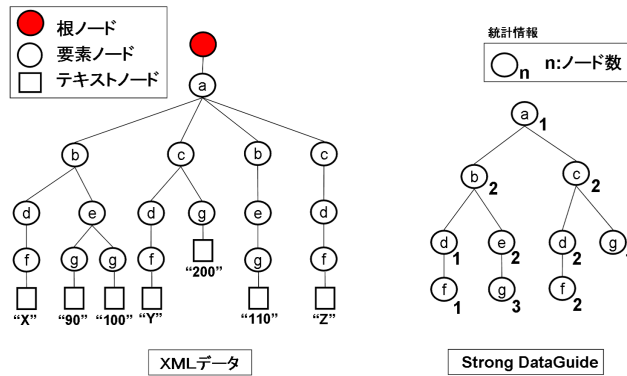 根ノード
要素ノード
テキストノード
a
b c b c
d e d g e d
f g g f g f
"200"
"X" "90" "100" "Y" "110" "Z"
XMLデータ
統計情報
n n:ノード数
a 1
b 2 c 2
d 1 e 2 d 2 g
f 1 g 3 f 2
Strong DataGuide